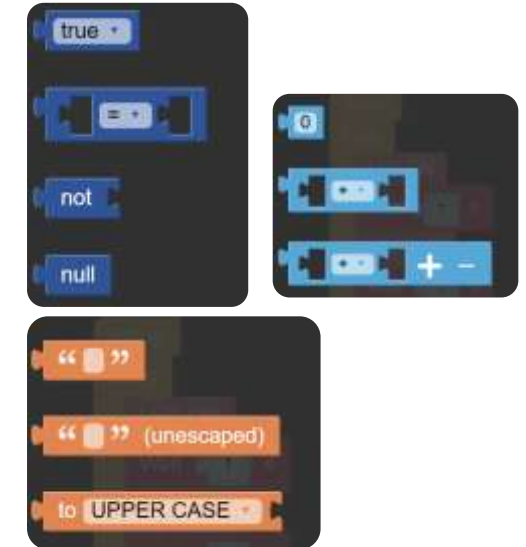 true
=
not
null
0
+
+ + −
“ ”
“ ” (unescaped)
to UPPER CASE